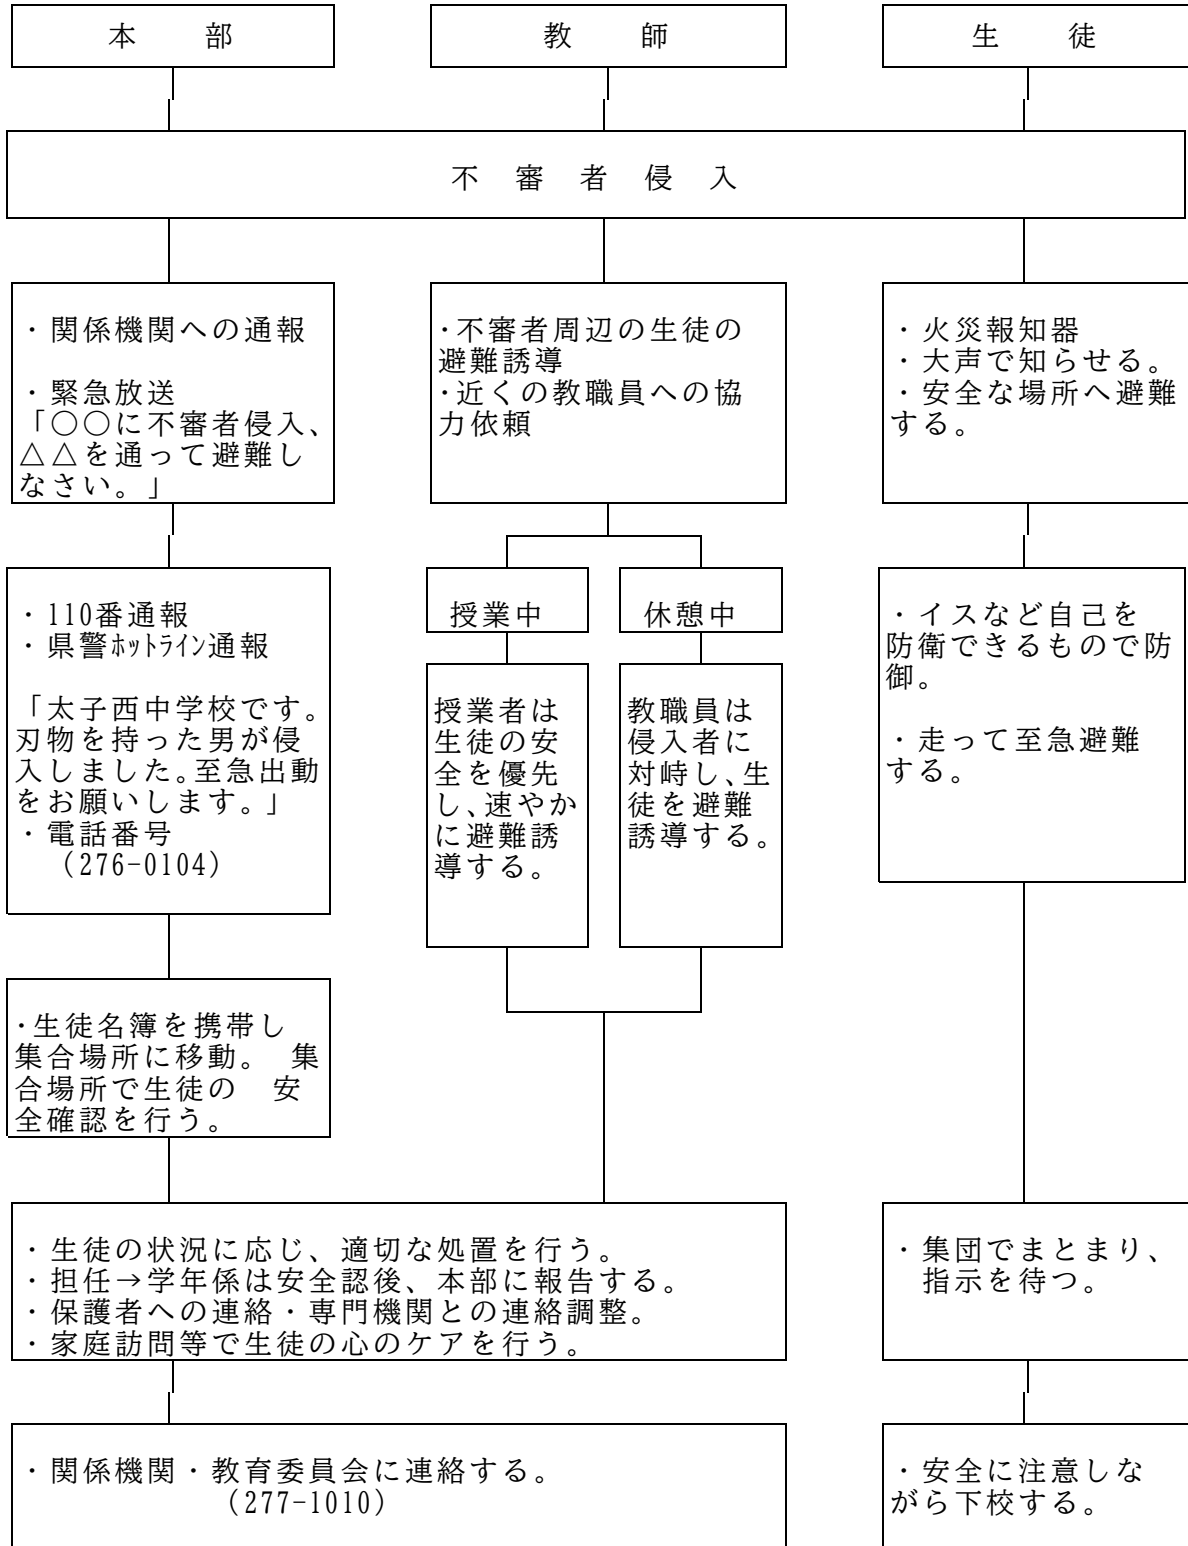 本　　部
教　　師
生　　徒
不　審　者　侵　入
・関係機関への通報
・緊急放送
「○○に不審者侵入、
△△を通って避難し
なさい。」
・不審者周辺の生徒の
避難誘導
・近くの教職員への協
力依頼
・火災報知器
・大声で知らせる。
・安全な場所へ避難
する。
・110番通報
・県警ﾎｯﾄﾗｲﾝ通報
「太子西中学校です。
刃物を持った男が侵
入しました。至急出動
をお願いします。」
・電話番号
（276-0104）
授業中
授業者は
生徒の安
全を優先
し、速やか
に避難誘
導する。
休憩中
教職員は
侵入者に
対峙し、生
徒を避難
誘導する。
・イスなど自己を
防衛できるもので防
御。
・走って至急避難
する。
・生徒名簿を携帯し
集合場所に移動。　集
合場所で生徒の　安
全確認を行う。
・生徒の状況に応じ、適切な処置を行う。
・担任→学年係は安全認後、本部に報告する。
・保護者への連絡・専門機関との連絡調整。
・家庭訪問等で生徒の心のケアを行う。
・集団でまとまり、
指示を待つ。
・関係機関・教育委員会に連絡する。
（277-1010）
・安全に注意しな
がら下校する。